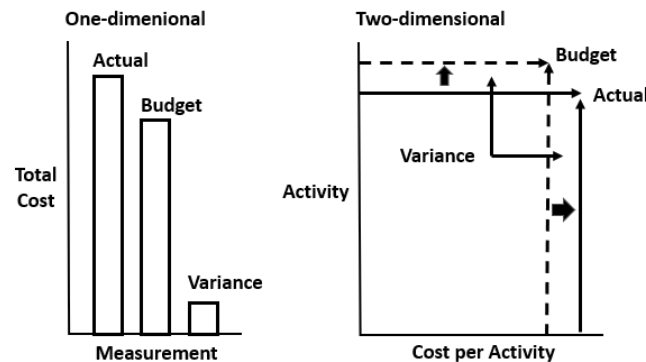 One-dimenional
Actual
Budget
Total
Cost
Variance
Measurement
Two-dimensional
Budget
Actual
Variance
Activity
Cost per Activity